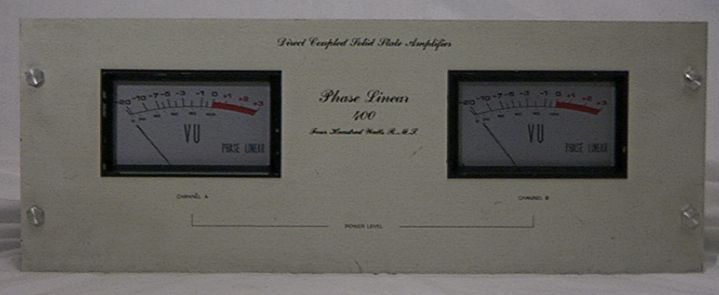 Direct Coupled Solid State Amplifier
Phase Linear
400
Four Hundred Watts R.M.S.
-20 -10 -7 -5 -3 -1 0 +1 +2 +3
VU
PHASE LINEAR
-20 -10 -7 -5 -3 -1 0 +1 +2 +3
VU
PHASE LINEAR
CHANNEL A
CHANNEL B
POWER LEVEL